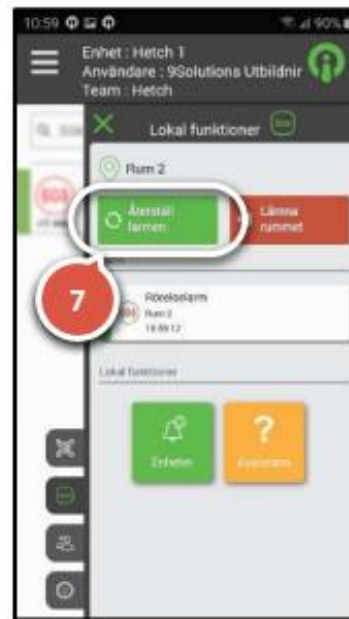 10:59
90%
Enhet : Hetch 1
Användare : 9Solutions Utbildnir
Team : Hetch
Lokal funktioner
Rum 2
Återställ
larmen
Lämna
rummet
7
Rörelselarm
Rum 2
Lokal funktioner
?
Enheter
Assistans